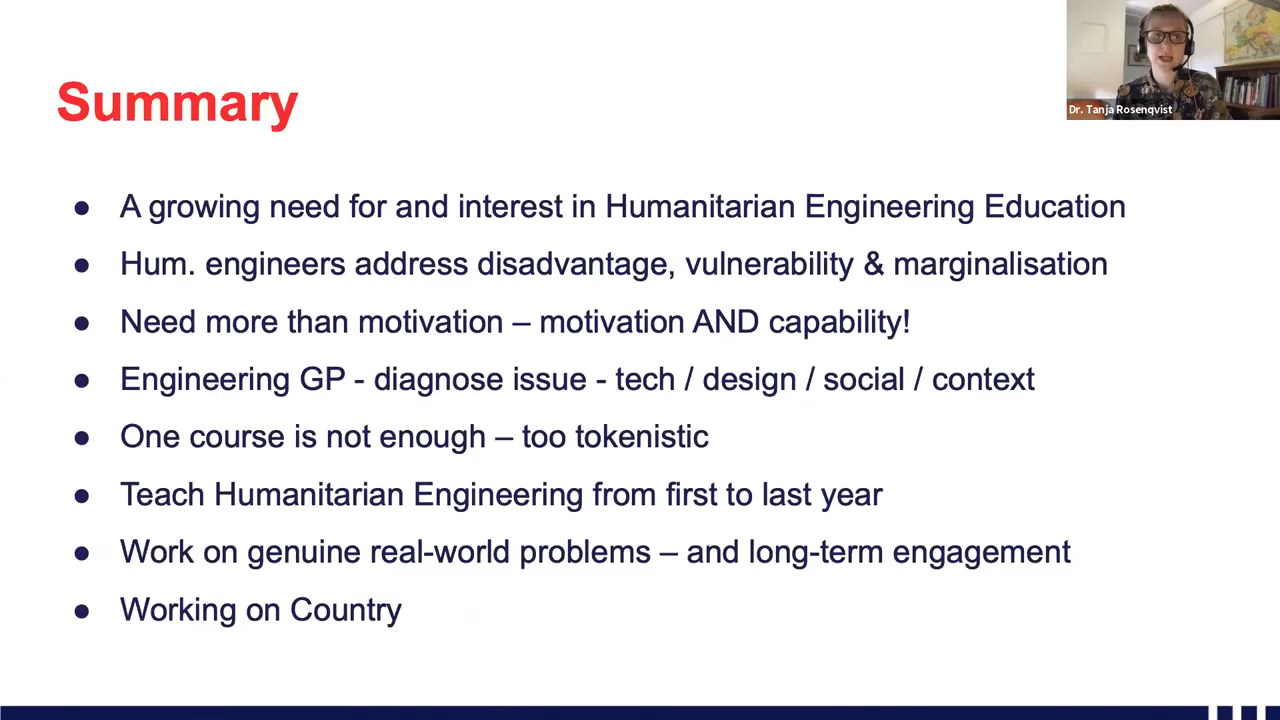 Summary
Dr. Tanja Rosenqvist
● A growing need for and interest in Humanitarian Engineering Education
● Hum. engineers address disadvantage, vulnerability & marginalisation
● Need more than motivation – motivation AND capability!
● Engineering GP - diagnose issue - tech / design / social / context
● One course is not enough – too tokenistic
● Teach Humanitarian Engineering from first to last year
● Work on genuine real-world problems – and long-term engagement
● Working on Country